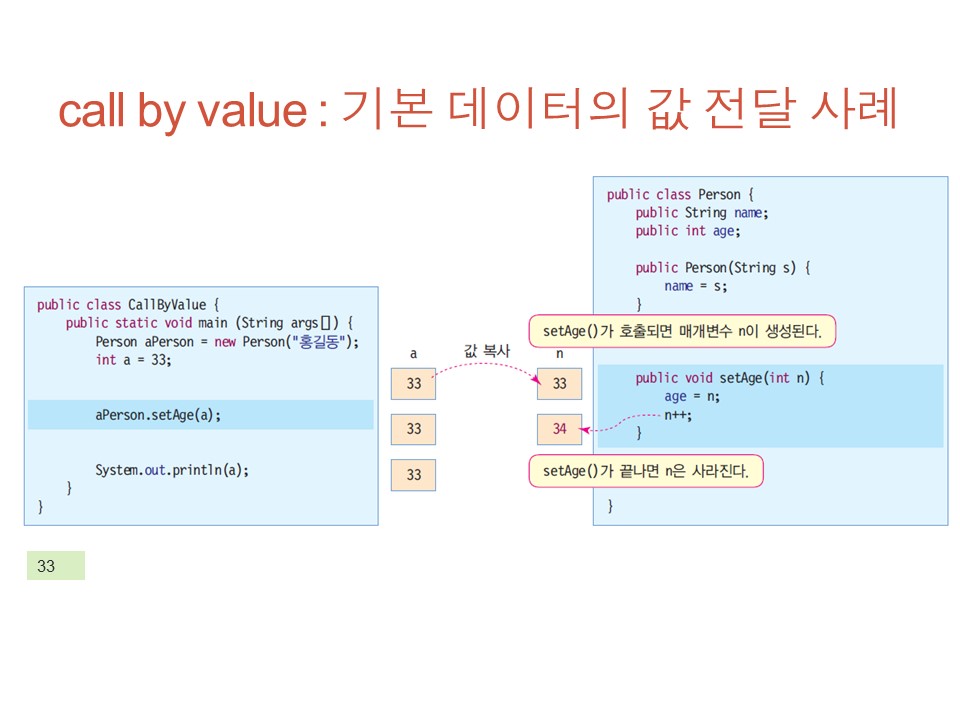 call by value : 기본 데이터의 값 전달 사례
public class CallByValue {
public static void main (String args[]) {
Person aPerson = new Person("홍길동");
int a = 33;
aPerson.setAge(a);
System.out.println(a);
}
}
33
a
값 복사
n
33
33
33
34
33
public class Person {
public String name;
public int age;
public Person(String s) {
name = s;
}
setAge()가 호출되면 매개변수 n이 생성된다.
public void setAge(int n) {
age = n;
n++;
}
setAge()가 끝나면 n은 사라진다.
}